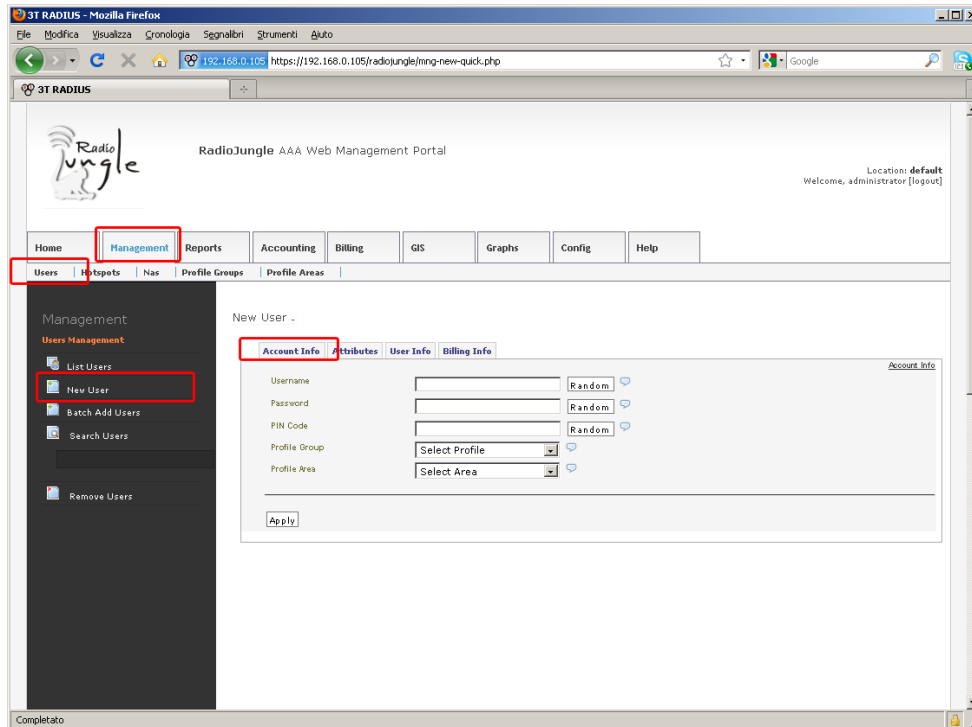 3T RADIUS - Mozilla Firefox
File Modifica Visualizza Cronologia Segnalibri Strumenti Aiuto
192.168.0.105 https://192.168.0.105/radiojungle/mng-new-quick.php Google
3T RADIUS
Radio
Jungle
RadioJungle AAA Web Management Portal
Location: default
Welcome, administrator [logout]
Home Management Reports Accounting Billing GIS Graphs Config Help
Users Hotspots Nas Profile Groups Profile Areas
Management
Users Management
List Users
New User
Batch Add Users
Search Users
Remove Users
New User
Account Info Attributes User Info Billing Info
Account Info
Username Random
Password Random
PIN Code Random
Profile Group Select Profile
Profile Area Select Area
Apply
Completato